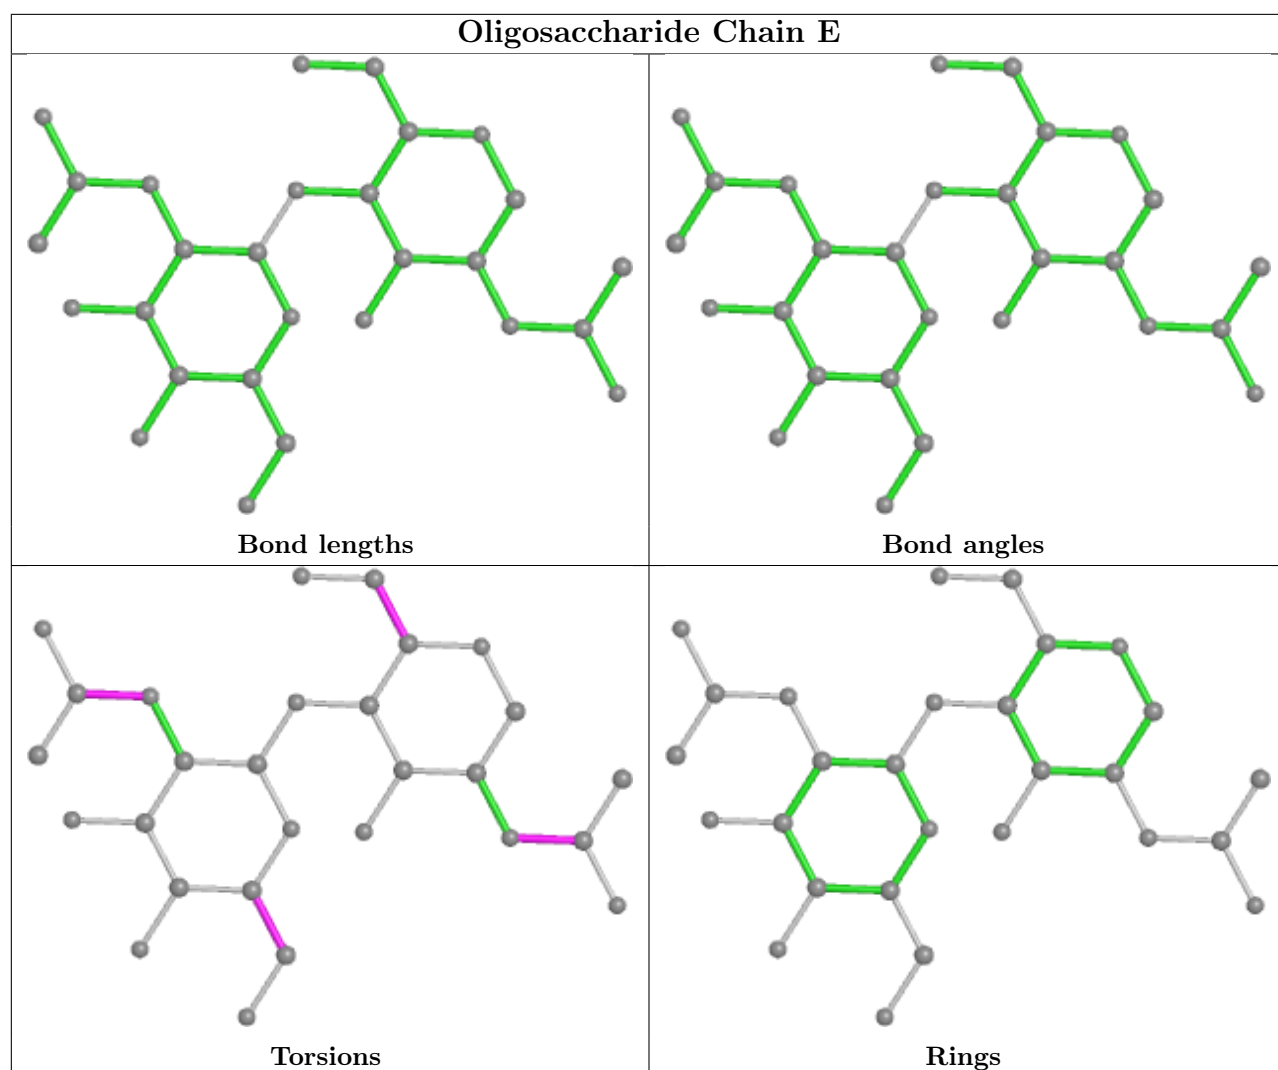 Oligosaccharide Chain E
Bond lengths
Bond angles
Torsions
Rings